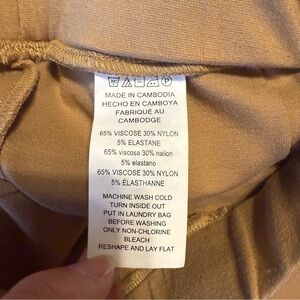 MADE IN CAMBODIA
HECHO EN CAMBOYA
FABRIQUÉ AU
CAMBODGE
65% VISCOSE 30% NYLON
5% ELASTANE
65% viscosa 30% nailon
5% elastano
65% VISCOSE 30% NYLON
5% ÉLASTHANNE
MACHINE WASH COLD
TURN INSIDE OUT
PUT IN LAUNDRY BAG
BEFORE WASHING
ONLY NON-CHLORINE
BLEACH
RESHAPE AND LAY FLAT